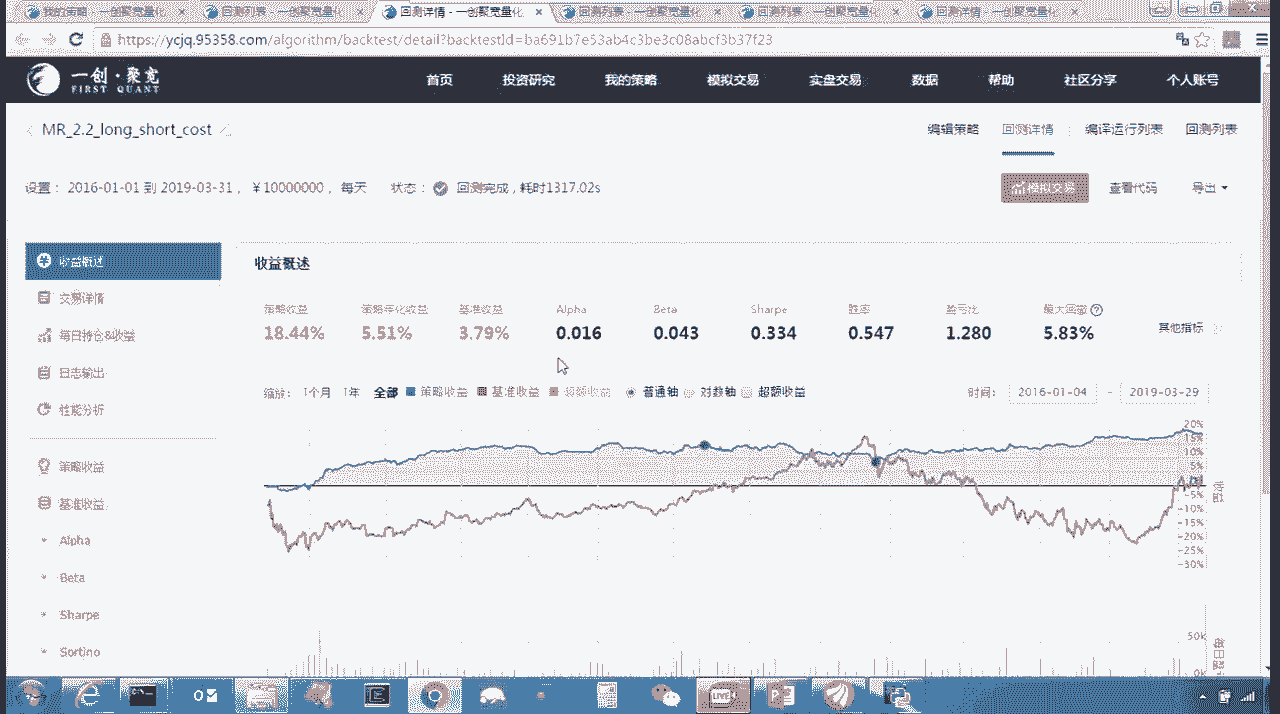 我的策略 - 一创聚宽量化
回测列表 - 一创聚宽量化
回测详情 - 一创聚宽量化
回测列表 - 一创聚宽量化
回测列表 - 一创聚宽量化
回测详情 - 一创聚宽量化
https://ycjq.95358.com/algorithm/backtest/detail?backtestId=ba691b7e53ab4c3be3c08abcf3b37f23
一创·聚宽
FIRST QUANT
首页 投资研究 我的策略 模拟交易 实盘交易 数据 帮助 社区分享 个人账号
MR_2.2_long_short_cost
编辑策略 回测详情 编译运行列表 回测列表
设置： 2016-01-01 到 2019-03-31， ￥10000000， 每天 状态： 回测完成，耗时1317.02s
模拟交易 查看代码 导出
收益概述
交易详情
每日持仓&收益
日志输出
性能分析
策略收益
基准收益
Alpha
Beta
Sharpe
Sortino
收益概述
策略收益 策略年化收益 基准收益 Alpha Beta Sharpe 胜率 盈亏比 最大回撤
18.44% 5.51% 3.79% 0.016 0.043 0.334 0.547 1.280 5.83%
其他指标
缩放： 1个月 1年 全部 策略收益 基准收益 超额收益 普通轴 对数轴 超额收益 时间： 2016-01-04 - 2019-03-29
20%
15%
10%
5%
-5%
-10%
-15%
-20%
-25%
-30%
收益
50k
0k
LIVE